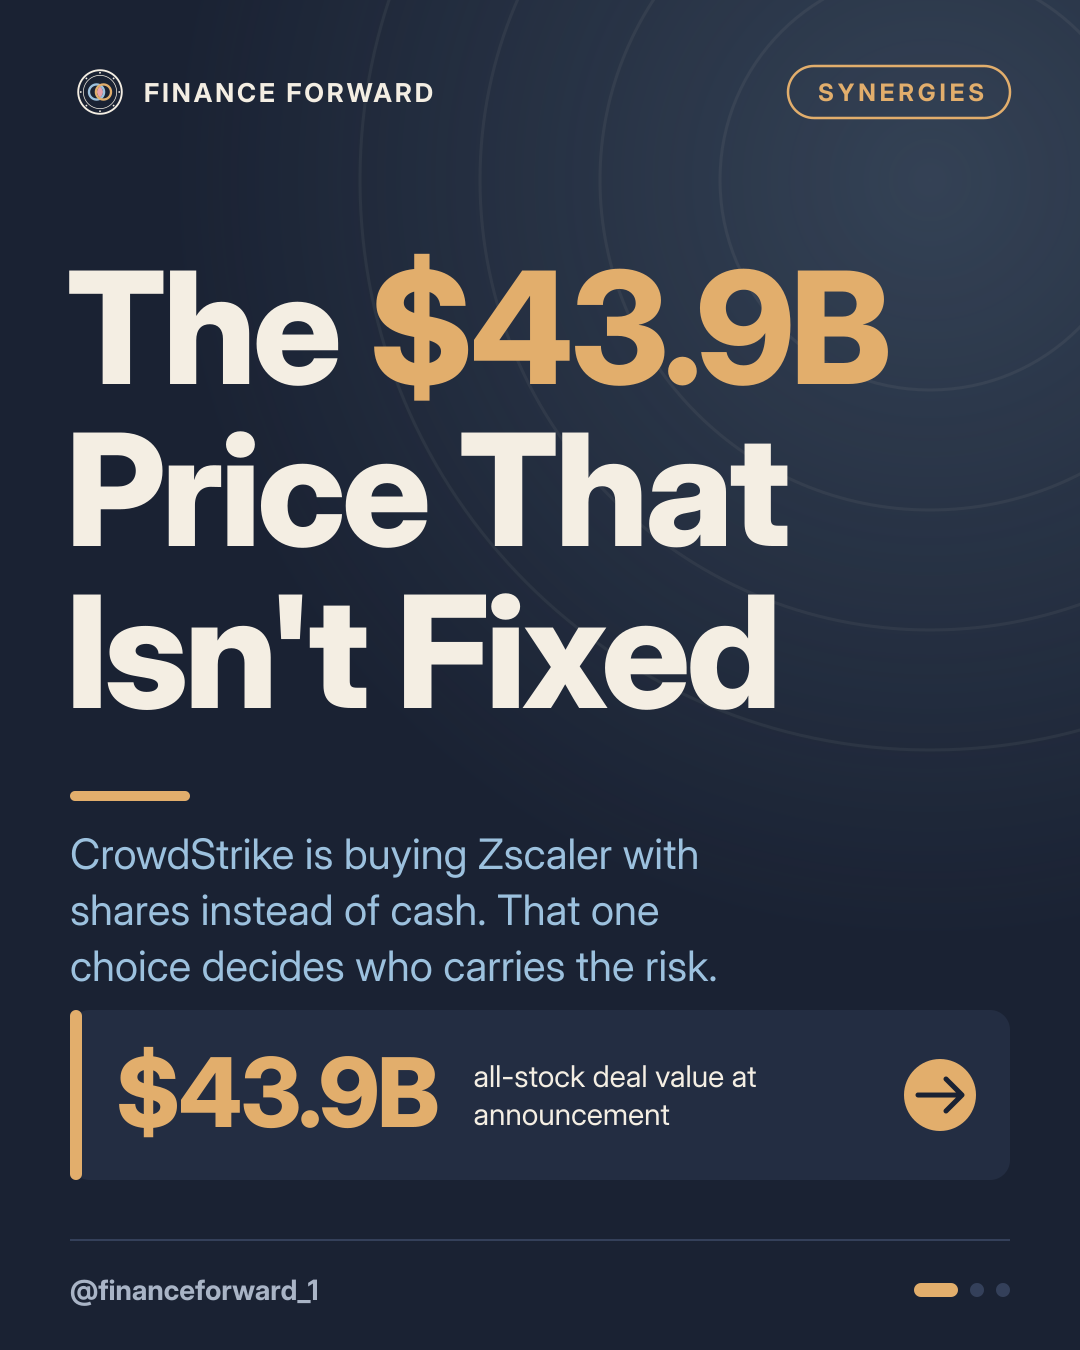 FINANCE FORWARD
SYNERGIES
The $43.9B
Price That
Isn't Fixed
CrowdStrike is buying Zscaler with
shares instead of cash. That one
choice decides who carries the risk.
$43.9B
all-stock deal value at
announcement
@financeforward_1